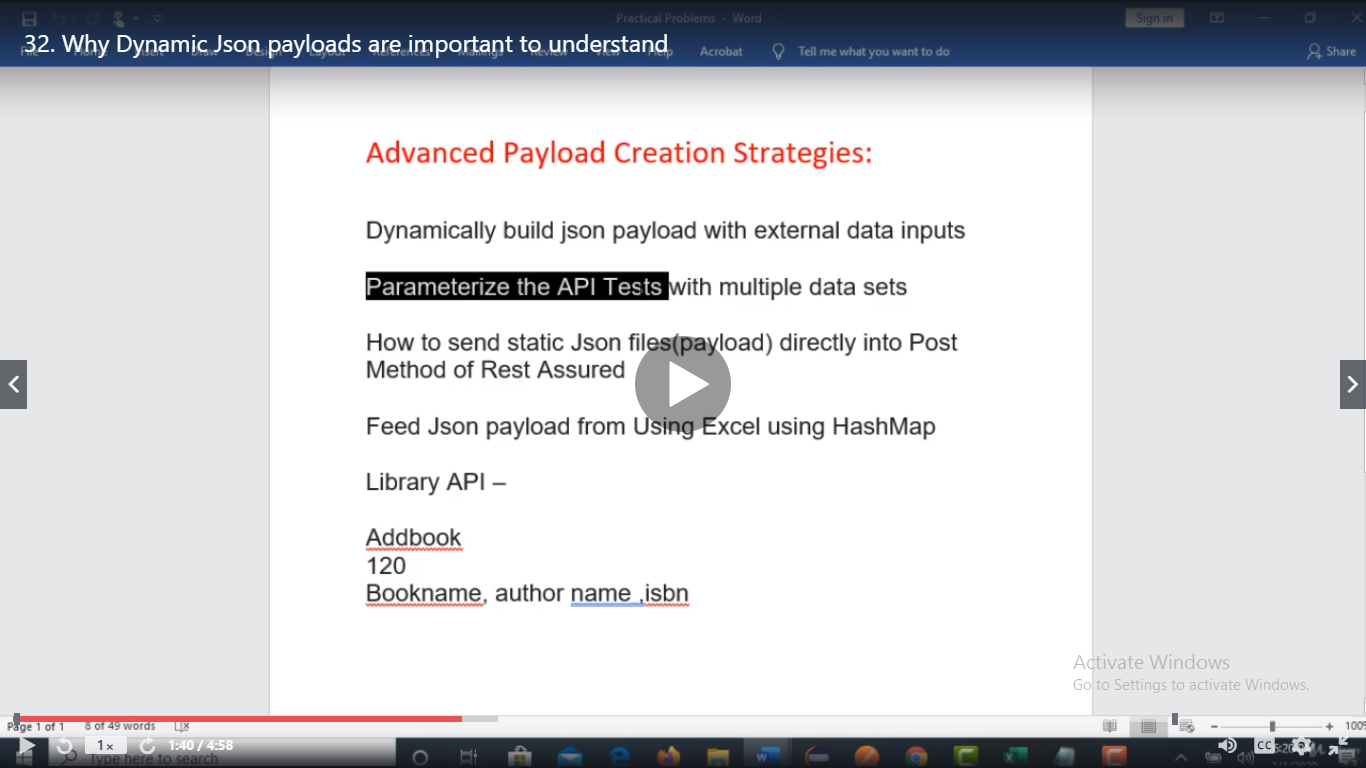 Practical Problems - Word
Sign in
32. Why Dynamic Json payloads are important to understand
Acrobat
Tell me what you want to do
Share
Advanced Payload Creation Strategies:
Dynamically build json payload with external data inputs
Parameterize the API Tests with multiple data sets
How to send static Json files(payload) directly into Post
Method of Rest Assured
Feed Json payload from Using Excel using HashMap
Library API –
Addbook
120
Bookname, author name ,isbn
Activate Windows
Go to Settings to activate Windows.
Page 1 of 1
8 of 49 words
100%
1x
1:40 / 4:58
CC
Type here to search